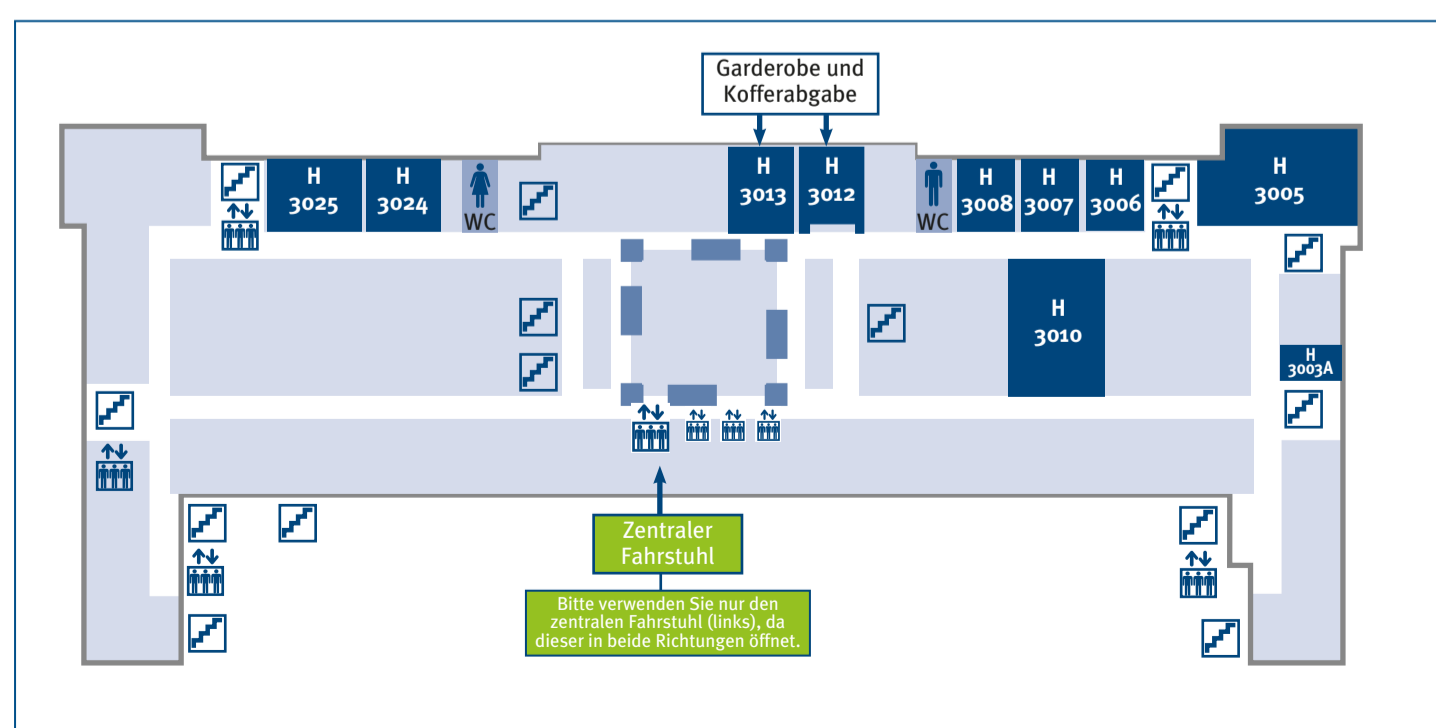 Garderobe und
Kofferabgabe
H
3025
H
3024
WC
H
3013
H
3012
WC
H
3008
H
3007
H
3006
H
3005
H
3010
H
3003A
Zentraler
Fahrstuhl
Bitte verwenden Sie nur den
zentralen Fahrstuhl (links), da
dieser in beide Richtungen öffnet.